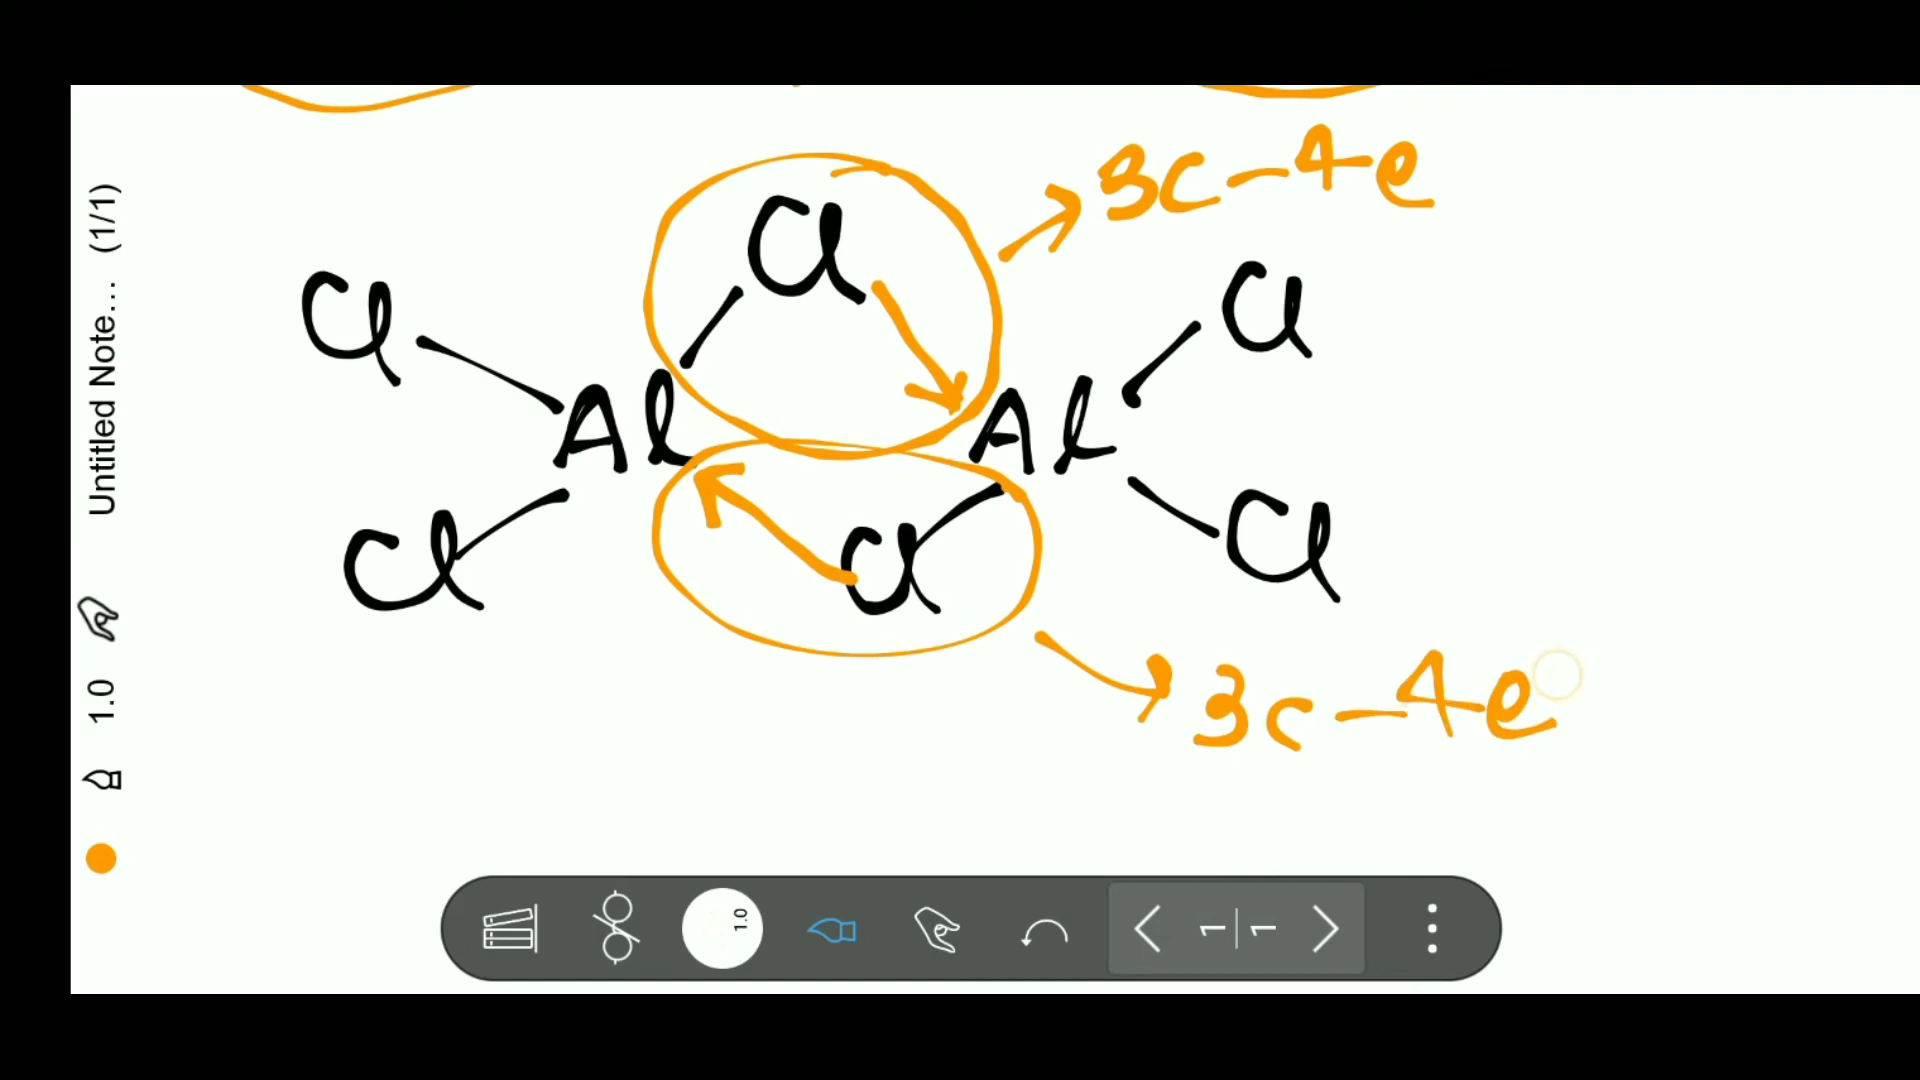 3c-4e
Cl
Cl
Cl
Al
Al
Cl
Cl
Cl
3c-4e
Untitled Note... (1/1)
1.0
1.0
1 | 1